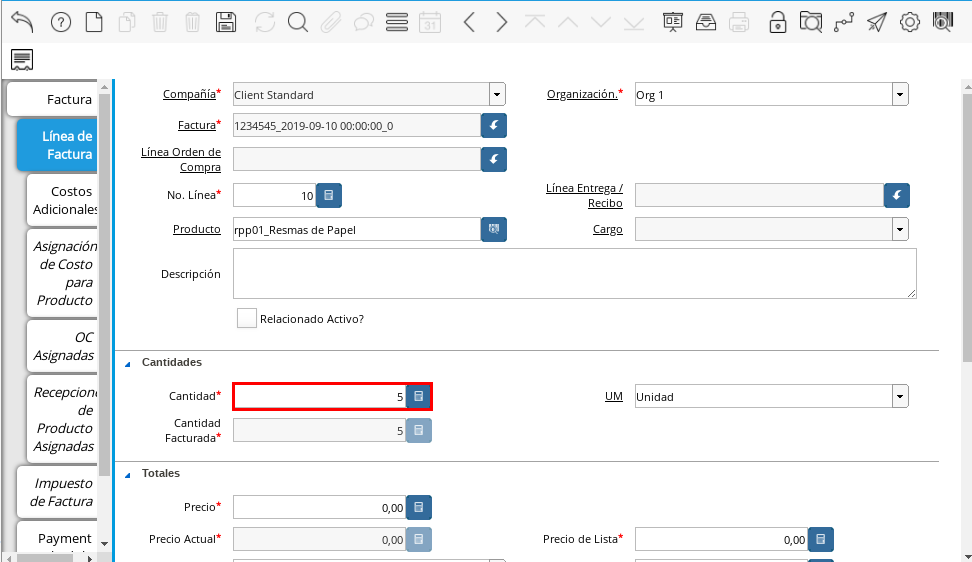 31
Factura
Línea de
Factura
Costos
Adicionales
Asignación
de Costo
para
Producto
OC
Asignadas
Recepcione
de
Producto
Asignadas
Impuesto
de Factura
Payment
Compañía* Client Standard Organización.* Org 1
Factura* 1234545_2019-09-10 00:00:00_0
Línea Orden de
Compra
No. Línea* 10 Línea Entrega /
Recibo
Producto rpp01_Resmas de Papel Cargo
Descripción
Relacionado Activo?
Cantidades
Cantidad* 5 UM Unidad
Cantidad
Facturada* 5
Totales
Precio* 0,00
Precio Actual* 0,00 Precio de Lista* 0,00